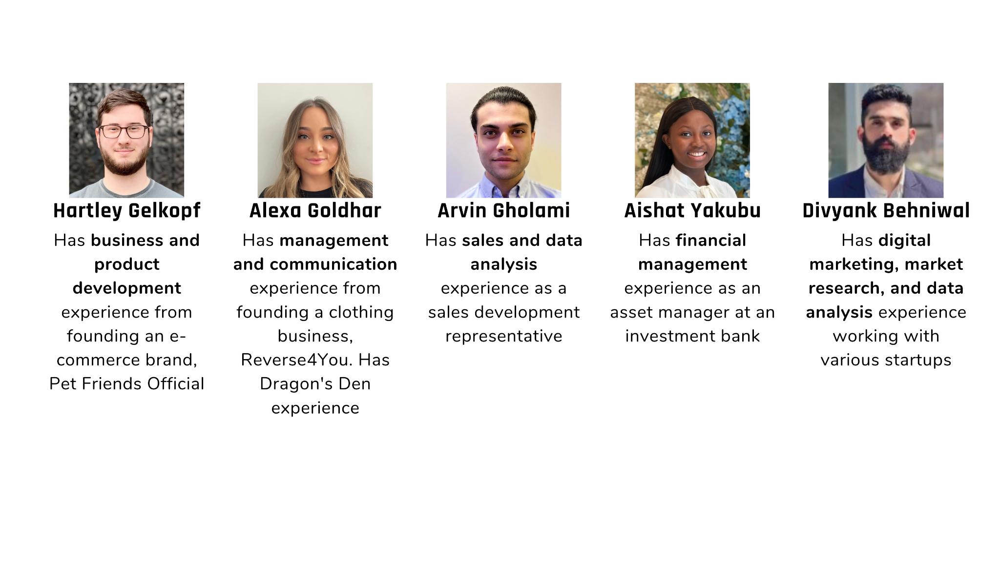 Hartley Gelkopf
Has business and
product
development
experience from
founding an e-
commerce brand,
Pet Friends Official
Alexa Goldhar
Has management
and communication
experience from
founding a clothing
business,
Reverse4You. Has
Dragon's Den
experience
Arvin Gholami
Has sales and data
analysis
experience as a
sales development
representative
Aishat Yakubu
Has financial
management
experience as an
asset manager at an
investment bank
Divyank Behniwal
Has digital
marketing, market
research, and data
analysis experience
working with
various startups